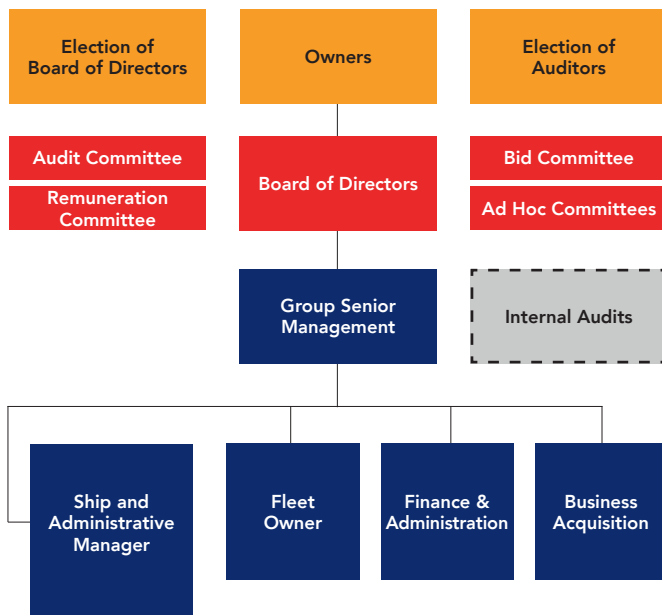 Election of
Board of Directors
Owners
Election of
Auditors
Audit Committee
Remuneration
Committee
Board of Directors
Bid Committee
Ad Hoc Committees
Group Senior
Management
Internal Audits
Ship and
Administrative
Manager
Fleet
Owner
Finance &
Administration
Business
Acquisition